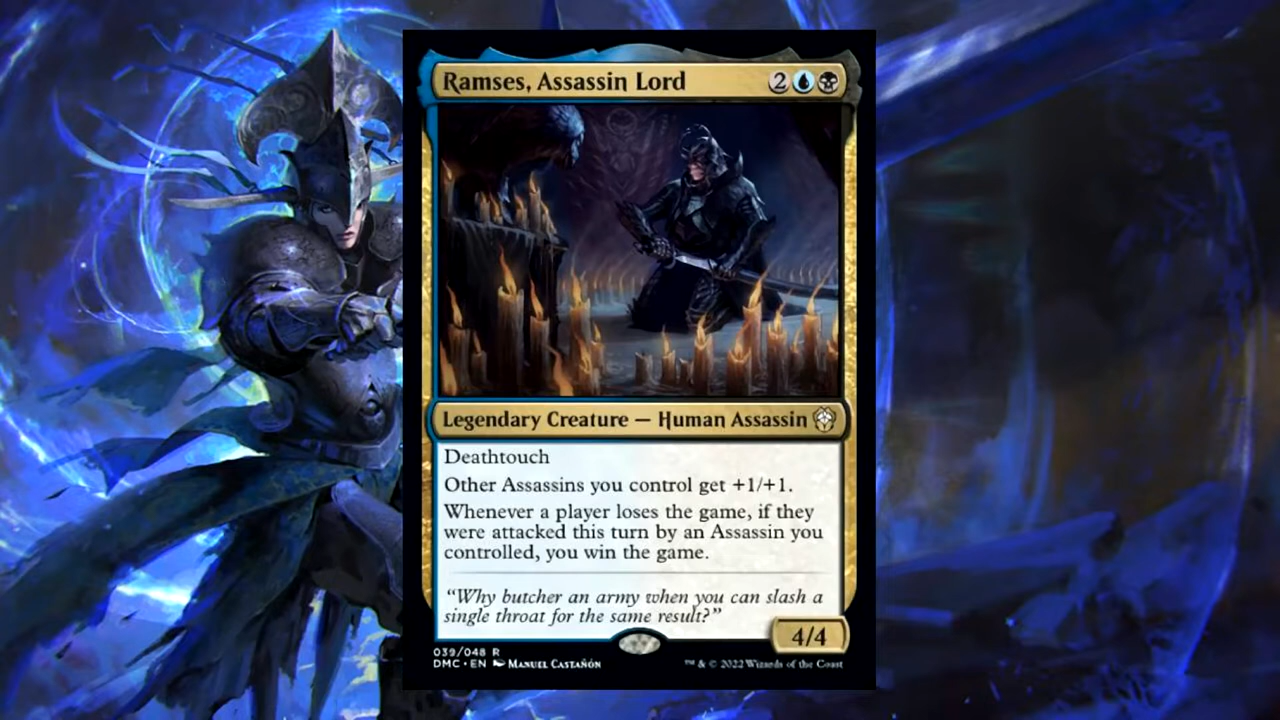 Ramses, Assassin Lord 2
Legendary Creature — Human Assassin
Deathtouch
Other Assassins you control get +1/+1.
Whenever a player loses the game, if they
were attacked this turn by an Assassin you
controlled, you win the game.
“Why butcher an army when you can slash a
single throat for the same result?”
4/4
039/048 R
DMC • EN Manuel Castañón
™ & © 2022 Wizards of the Coast